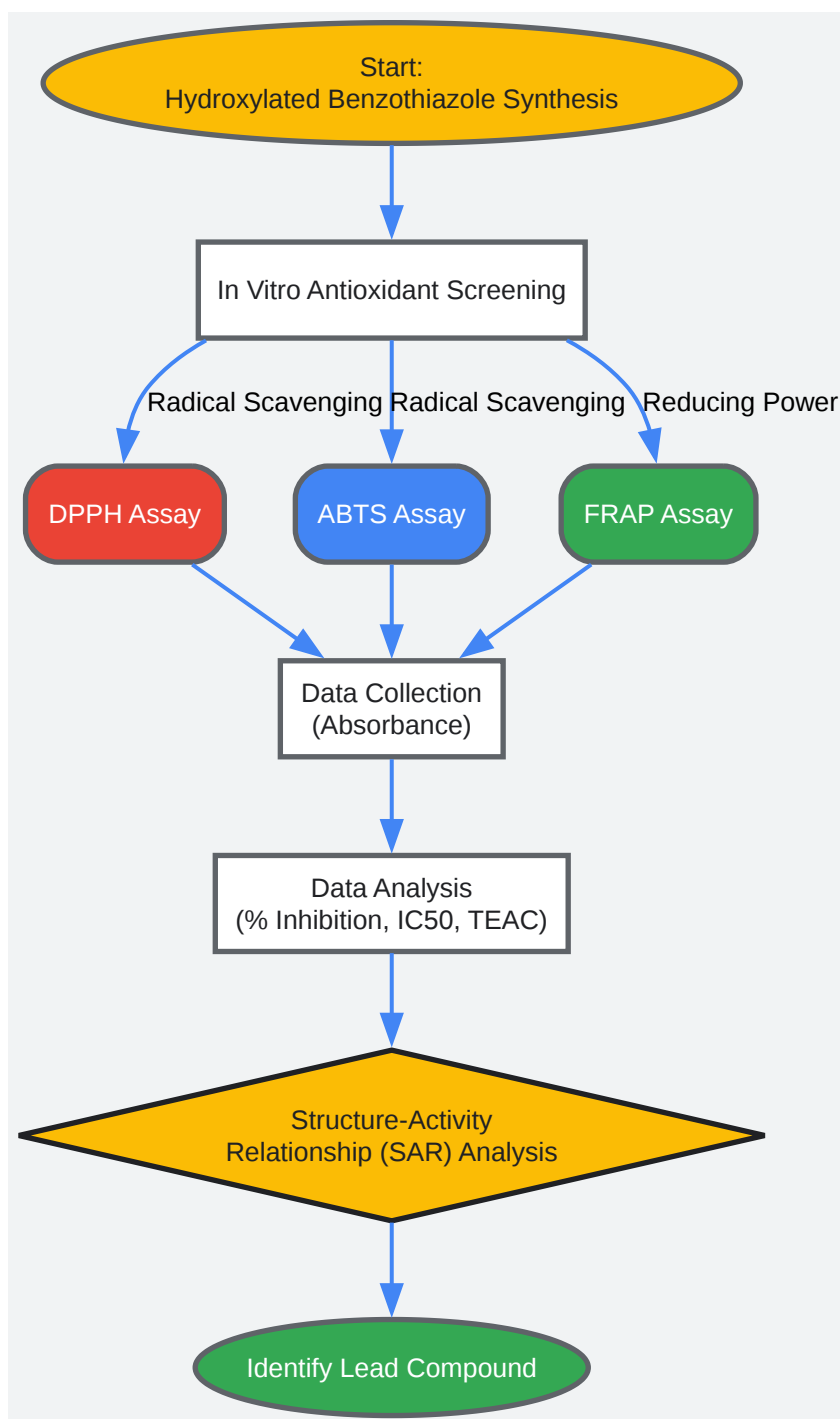 Start:
Hydroxylated Benzothiazole Synthesis
In Vitro Antioxidant Screening
Radical Scavenging
Radical Scavenging
Reducing Power
DPPH Assay
ABTS Assay
FRAP Assay
Data Collection
(Absorbance)
Data Analysis
(% Inhibition, IC50, TEAC)
Structure-Activity
Relationship (SAR) Analysis
Identify Lead Compound